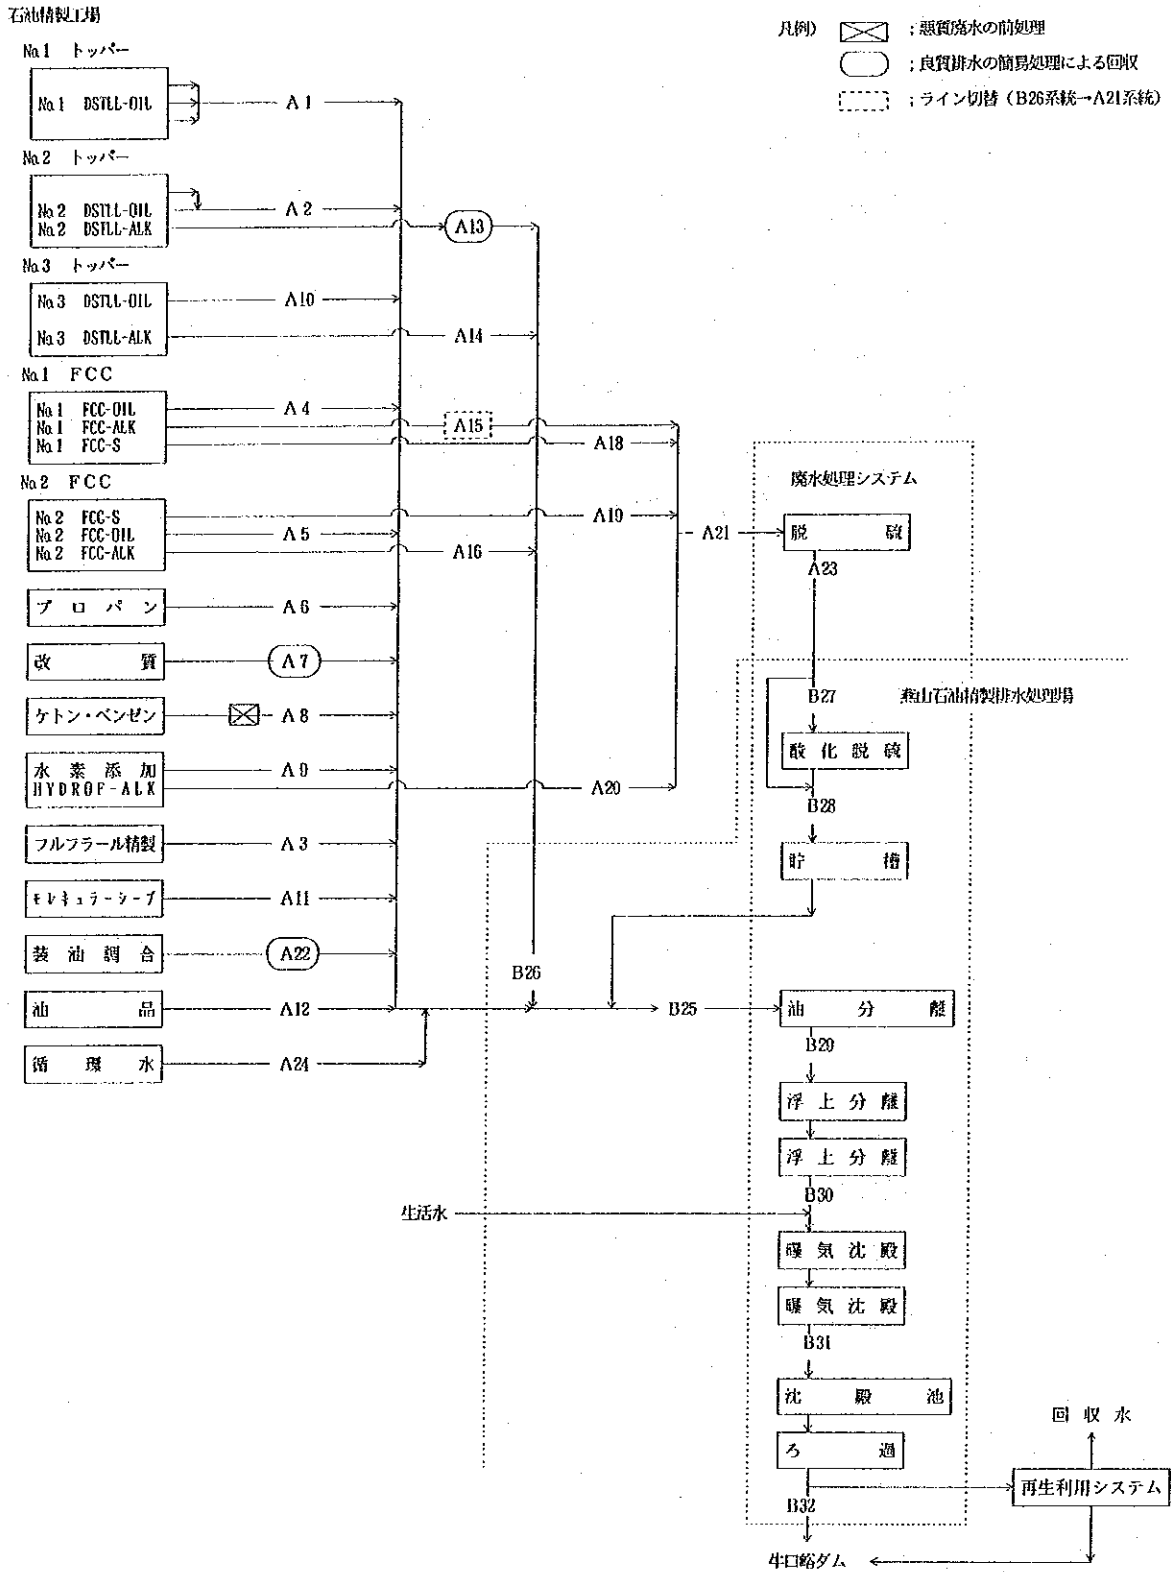 石油精製工場
凡例) ；悪質廃水の前処理
；良質排水の簡易処理による回収
；ライン切替（B26系統→A21系統）
No.1 トッパー
No.1 DSTLL-OIL A1
No.2 トッパー
No.2 DSTLL-OIL A2
No.2 DSTLL-ALK A13
No.3 トッパー
No.3 DSTLL-OIL A10
No.3 DSTLL-ALK A14
No.1 FCC
No.1 FCC-OIL A4
No.1 FCC-ALK A15
No.1 FCC-S A18
No.2 FCC
No.2 FCC-S A19
No.2 FCC-OIL A5
No.2 FCC-ALK A16
廃水処理システム
A21 脱硫
A23
プロパン A6
改質 A7
ケトン・ベンゼン A8
水素添加 A9
HYDROF-ALK A20
フルフラール精製 A3
モレキュラーシーブ A11
装油調合 A22
油品 A12
循環水 A24
B27 燕山石油精製排水処理場
酸化脱硫
B28
貯槽
B26
B25 油分離
B29
浮上分離
浮上分離
B30
生活水
曝気沈殿
曝気沈殿
B31
沈殿池
ろ過
回収水
再生利用システム
B32
牛口峪ダム